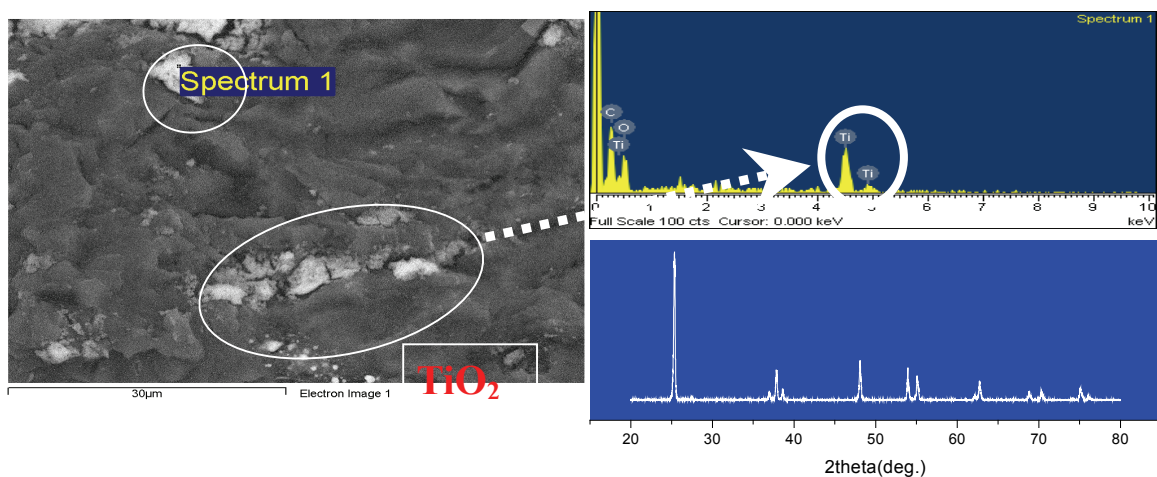 Spectrum 1
TiO₂
30µm
Electron Image 1
Spectrum 1
C
O
Ti
Ti
Ti
0 1 2 3 4 5 6 7 8 9 10
Full Scale 100 cts Cursor: 0.000 keV
keV
20 30 40 50 60 70 80
2theta(deg.)